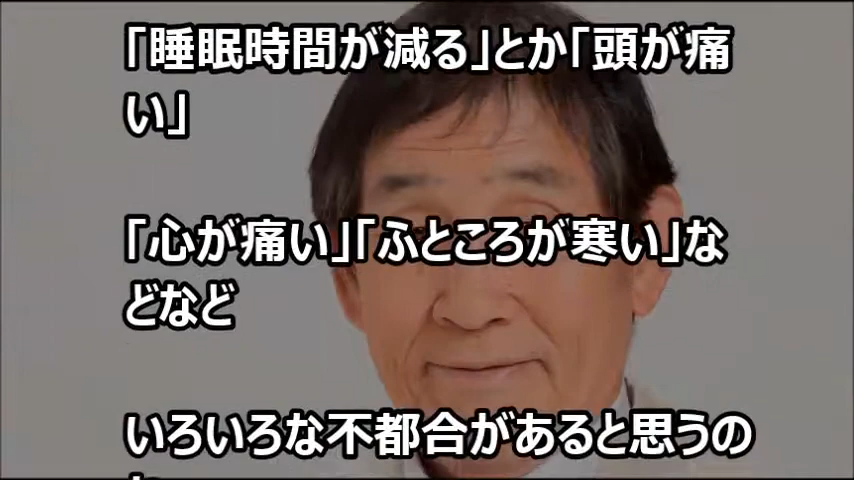 「睡眠時間が減る」とか「頭が痛
い」
「心が痛い」「ふところが寒い」な
どなど
いろいろな不都合があると思うの